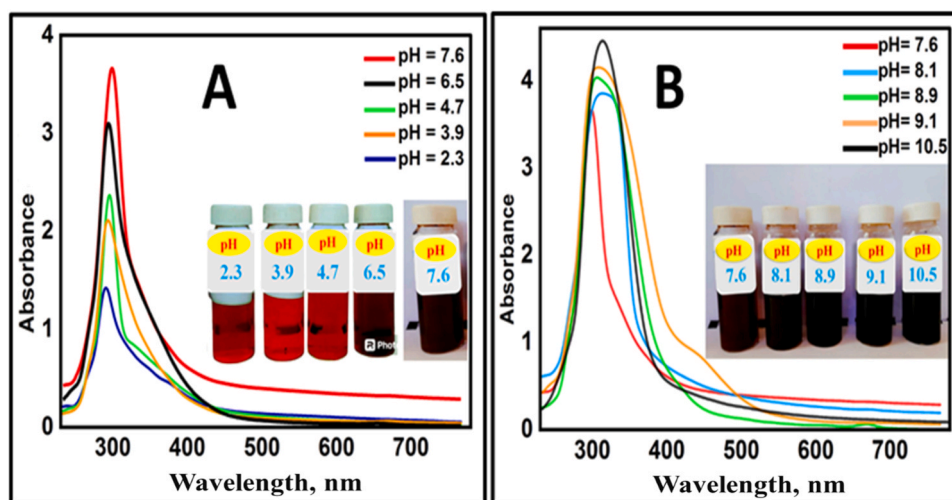 A
pH = 7.6
pH = 6.5
pH = 4.7
pH = 3.9
pH = 2.3
4
3
2
1
0
Absorbance
pH
2.3
pH
3.9
pH
4.7
pH
6.5
pH
7.6
Phot
300 400 500 600 700
Wavelength, nm
B
pH= 7.6
pH= 8.1
pH= 8.9
pH= 9.1
pH= 10.5
4
3
2
1
0
Absorbance
pH
7.6
pH
8.1
pH
8.9
pH
9.1
pH
10.5
300 400 500 600 700
Wavelength, nm